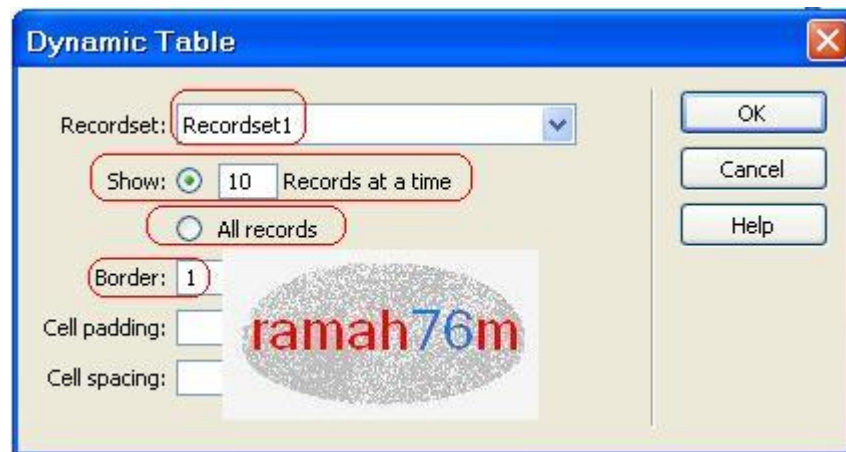 Dynamic Table
Recordset: Recordset1
OK
Show: 10 Records at a time
Cancel
All records
Help
Border: 1
Cell padding:
ramah76m
Cell spacing: